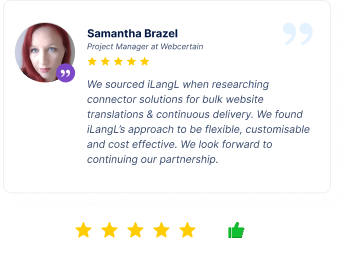 Samantha Brazel
Project Manager at Webcertain
We sourced iLangL when researching
connector solutions for bulk website
translations & continuous delivery. We found
iLangL's approach to be flexible, customisable
and cost effective. We look forward to
continuing our partnership.